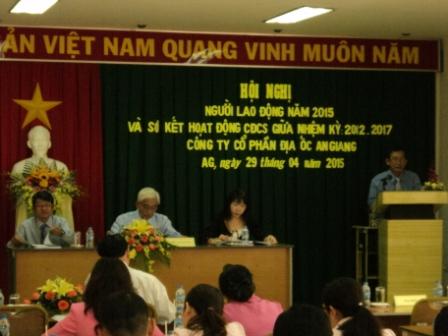 ẢN VIỆT NAM QUANG VINH MUÔN NĂM
HỘI NGHỊ
NGƯỜI LAO ĐỘNG NĂM 2015
VÀ SƠ KẾT HOẠT ĐỘNG CĐCS GIỮA NHIỆM KỲ 2012.2017
CÔNG TY CỔ PHẦN ĐỊA ỐC AN GIANG
AG, ngày 29 tháng 04 năm 2015